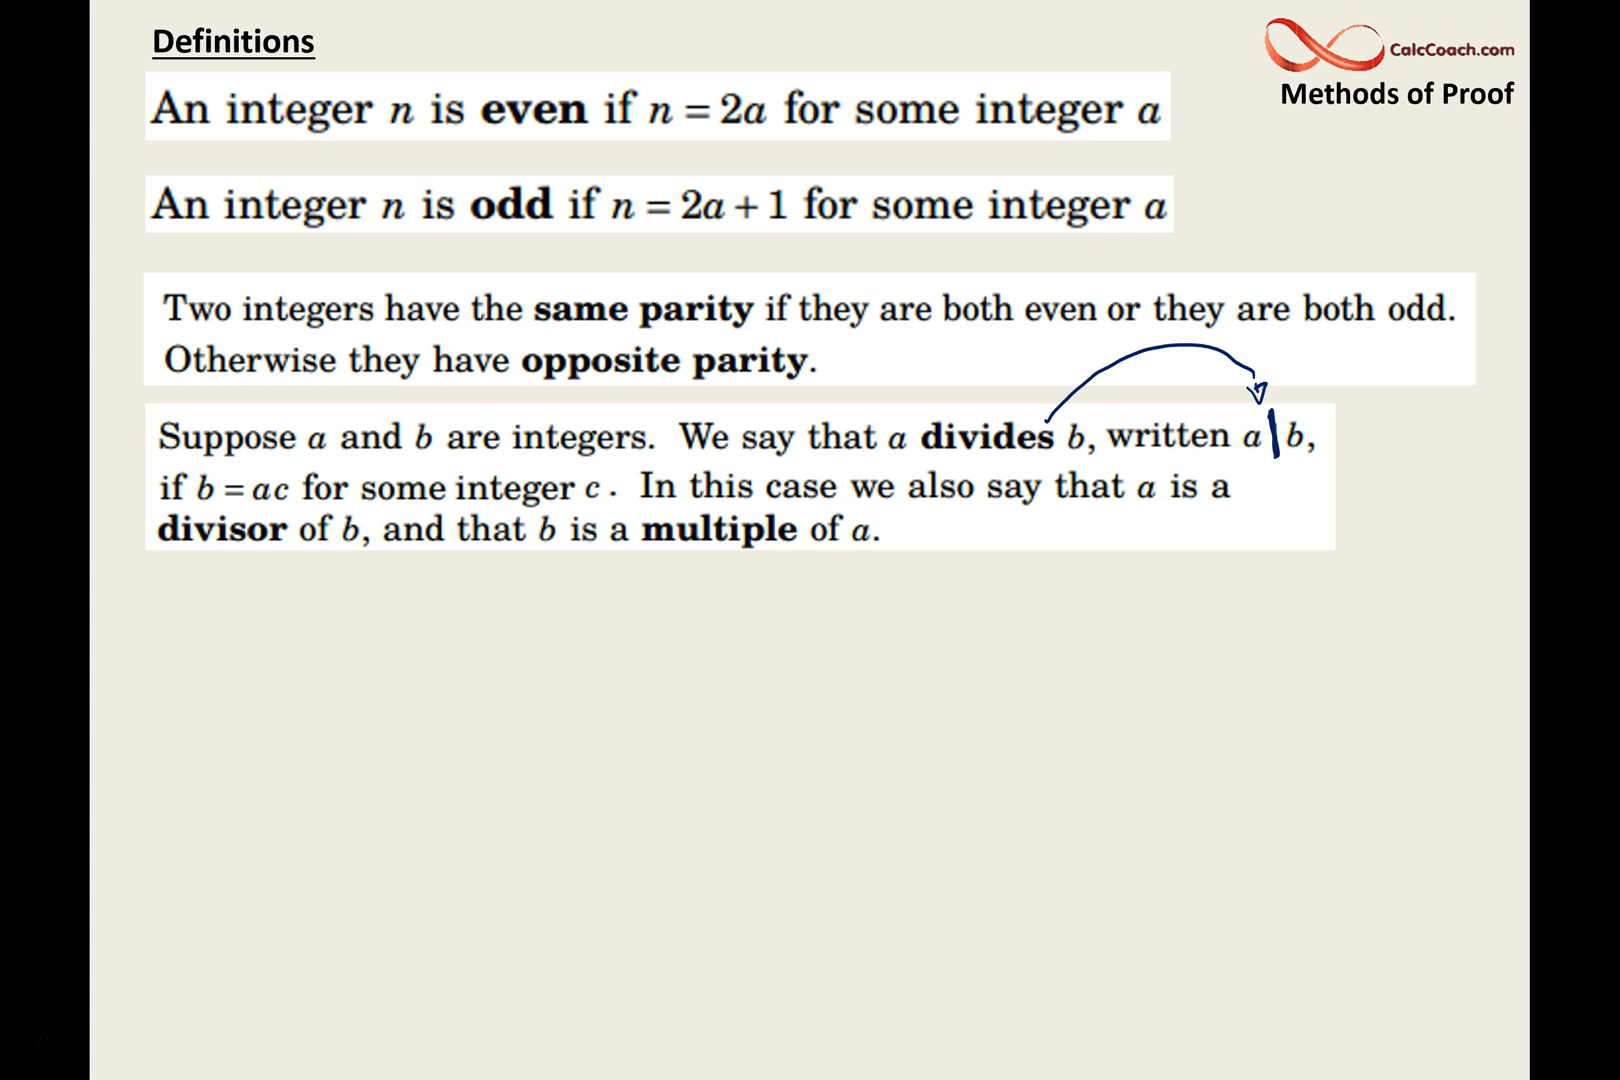 Definitions
CalcCoach.com
Methods of Proof
An integer n is even if n = 2a for some integer a
An integer n is odd if n = 2a + 1 for some integer a
Two integers have the same parity if they are both even or they are both odd.
Otherwise they have opposite parity.
Suppose a and b are integers. We say that a divides b, written a | b,
if b = ac for some integer c. In this case we also say that a is a
divisor of b, and that b is a multiple of a.